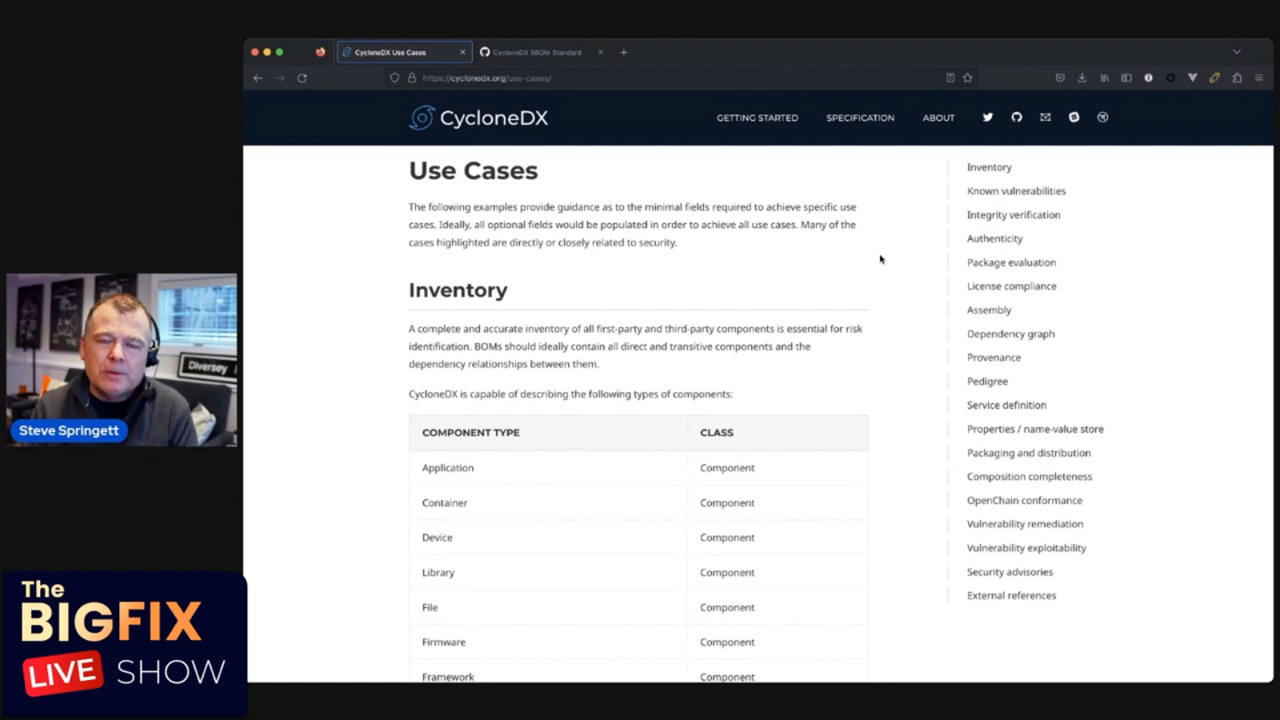 CycloneDX Use Cases
CycloneDX SBOM Standard
https://cyclonedx.org/use-cases/
CycloneDX
GETTING STARTED
SPECIFICATION
ABOUT
Use Cases
The following examples provide guidance as to the minimal fields required to achieve specific use
cases. Ideally, all optional fields would be populated in order to achieve all use cases. Many of the
cases highlighted are directly or closely related to security.
Inventory
A complete and accurate inventory of all first-party and third-party components is essential for risk
identification. BOMs should ideally contain all direct and transitive components and the
dependency relationships between them.
CycloneDX is capable of describing the following types of components:
COMPONENT TYPE CLASS
Application Component
Container Component
Device Component
Library Component
File Component
Firmware Component
Framework Component
Inventory
Known vulnerabilities
Integrity verification
Authenticity
Package evaluation
License compliance
Assembly
Dependency graph
Provenance
Pedigree
Service definition
Properties / name-value store
Packaging and distribution
Composition completeness
OpenChain conformance
Vulnerability remediation
Vulnerability exploitability
Security advisories
External references
Diversey
Steve Springett
The
BIGFIX
LIVE SHOW